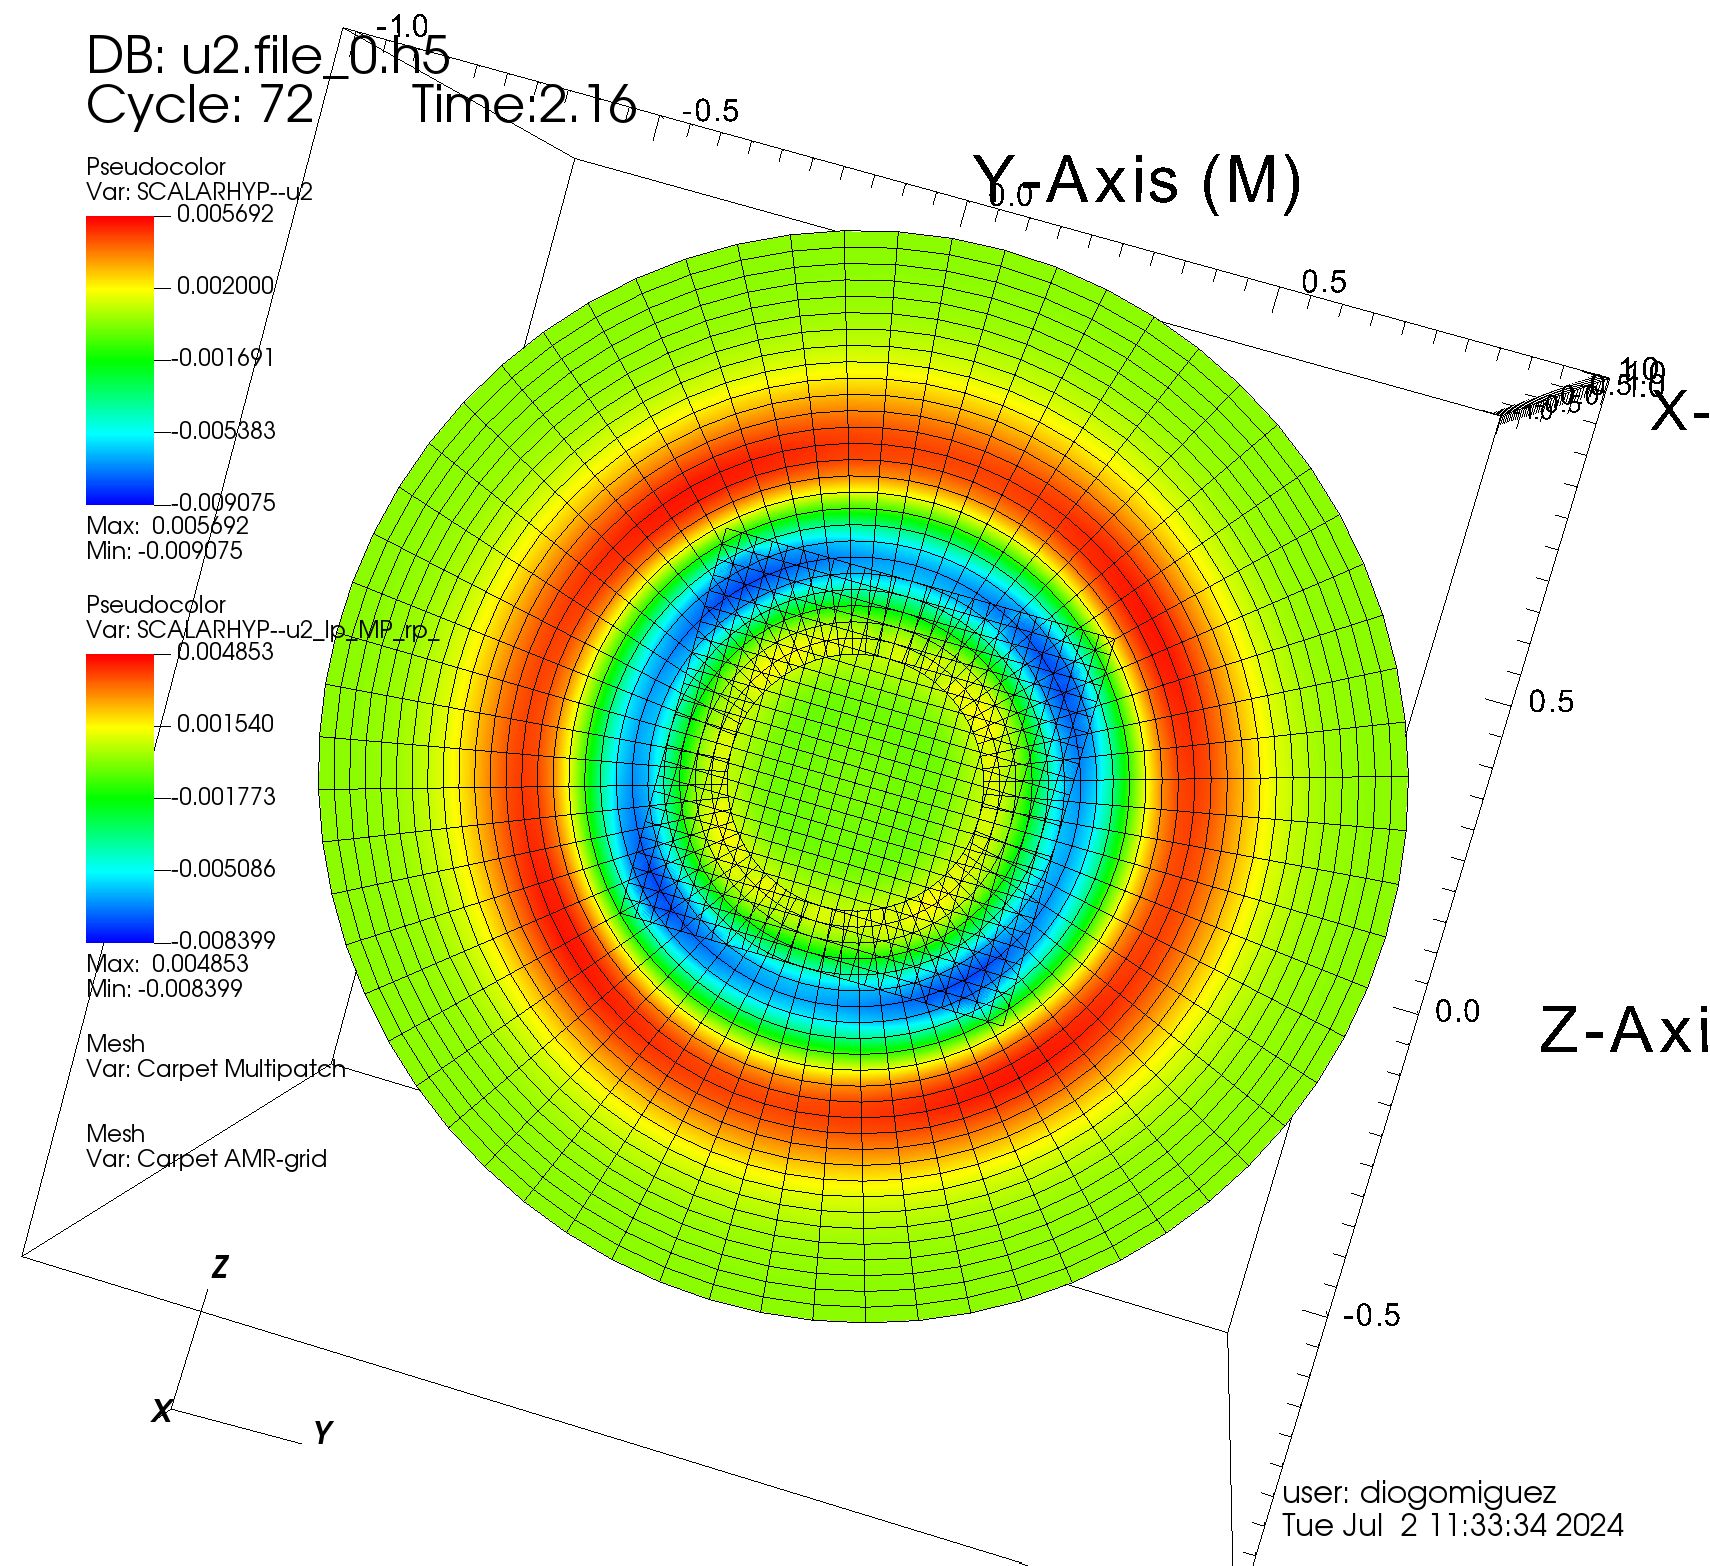 DB: u2.file_0.h5
Cycle: 72 Time:2.16
Pseudocolor
Var: SCALARHYP--u2
0.005692
0.002000
-0.001691
-0.005383
-0.009075
Max: 0.005692
Min: -0.009075
Pseudocolor
Var: SCALARHYP--u2_lp_MP_rp_
0.004853
0.001540
-0.001773
-0.005086
-0.008399
Max: 0.004853
Min: -0.008399
Mesh
Var: Carpet Multipatch
Mesh
Var: Carpet AMR-grid
-1.0
-0.5
0.0
Y-Axis (M)
0.5
1.0
X-
0.5
0.0
Z-Axi
-0.5
Z
X
Y
user: diogomiguez
Tue Jul 2 11:33:34 2024